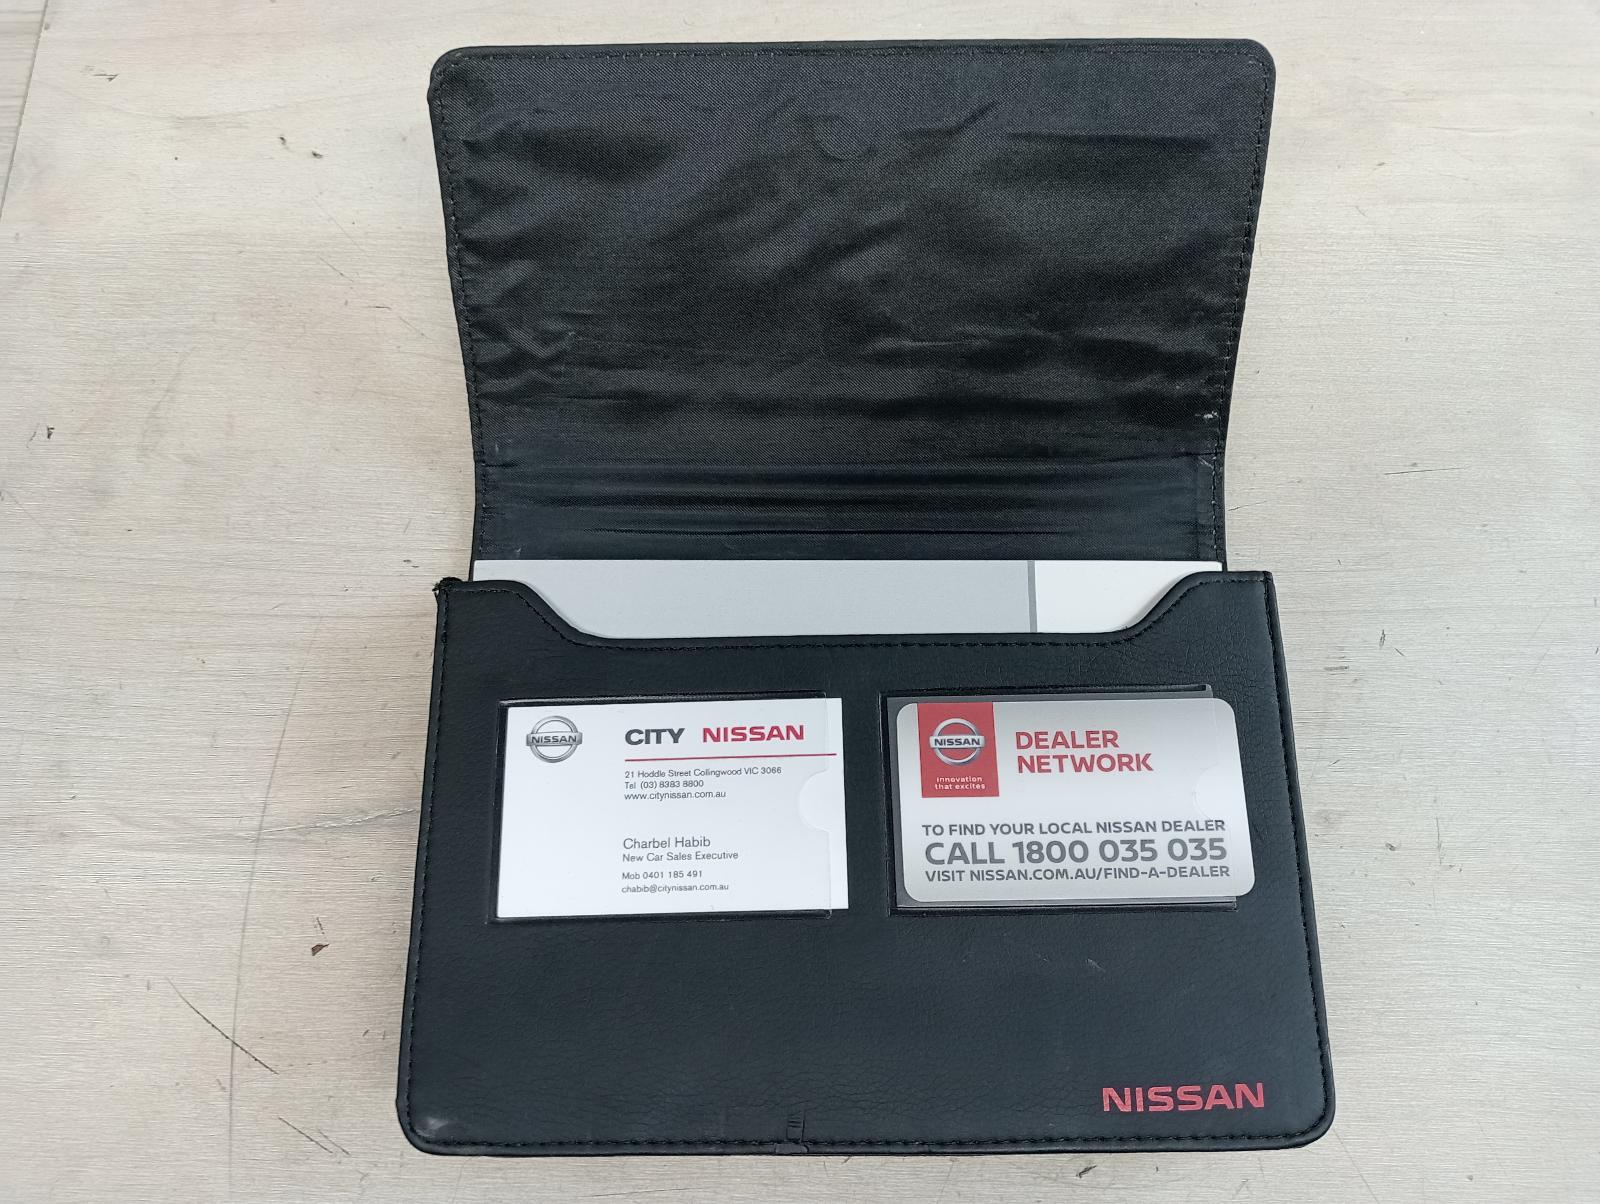 NISSAN
CITY NISSAN
21 Hoddle Street Collingwood VIC 3066
Tel (03) 8383 8800
www.citynissan.com.au
Charbel Habib
New Car Sales Executive
Mob 0401 185 491
chabib@citynissan.com.au
NISSAN
innovation
that excites
DEALER
NETWORK
TO FIND YOUR LOCAL NISSAN DEALER
CALL 1800 035 035
VISIT NISSAN.COM.AU/FIND-A-DEALER
NISSAN